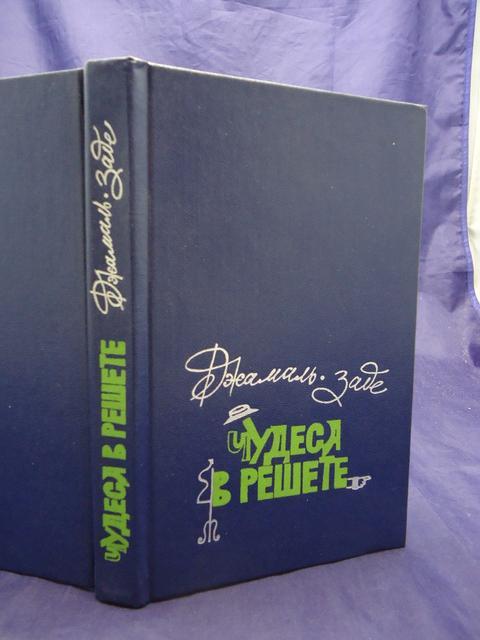 Джамаль-Заде
ЧУДЕСА В РЕШЕТЕ
Джамаль-заде
ЧУДЕСА
В РЕШЕТЕ